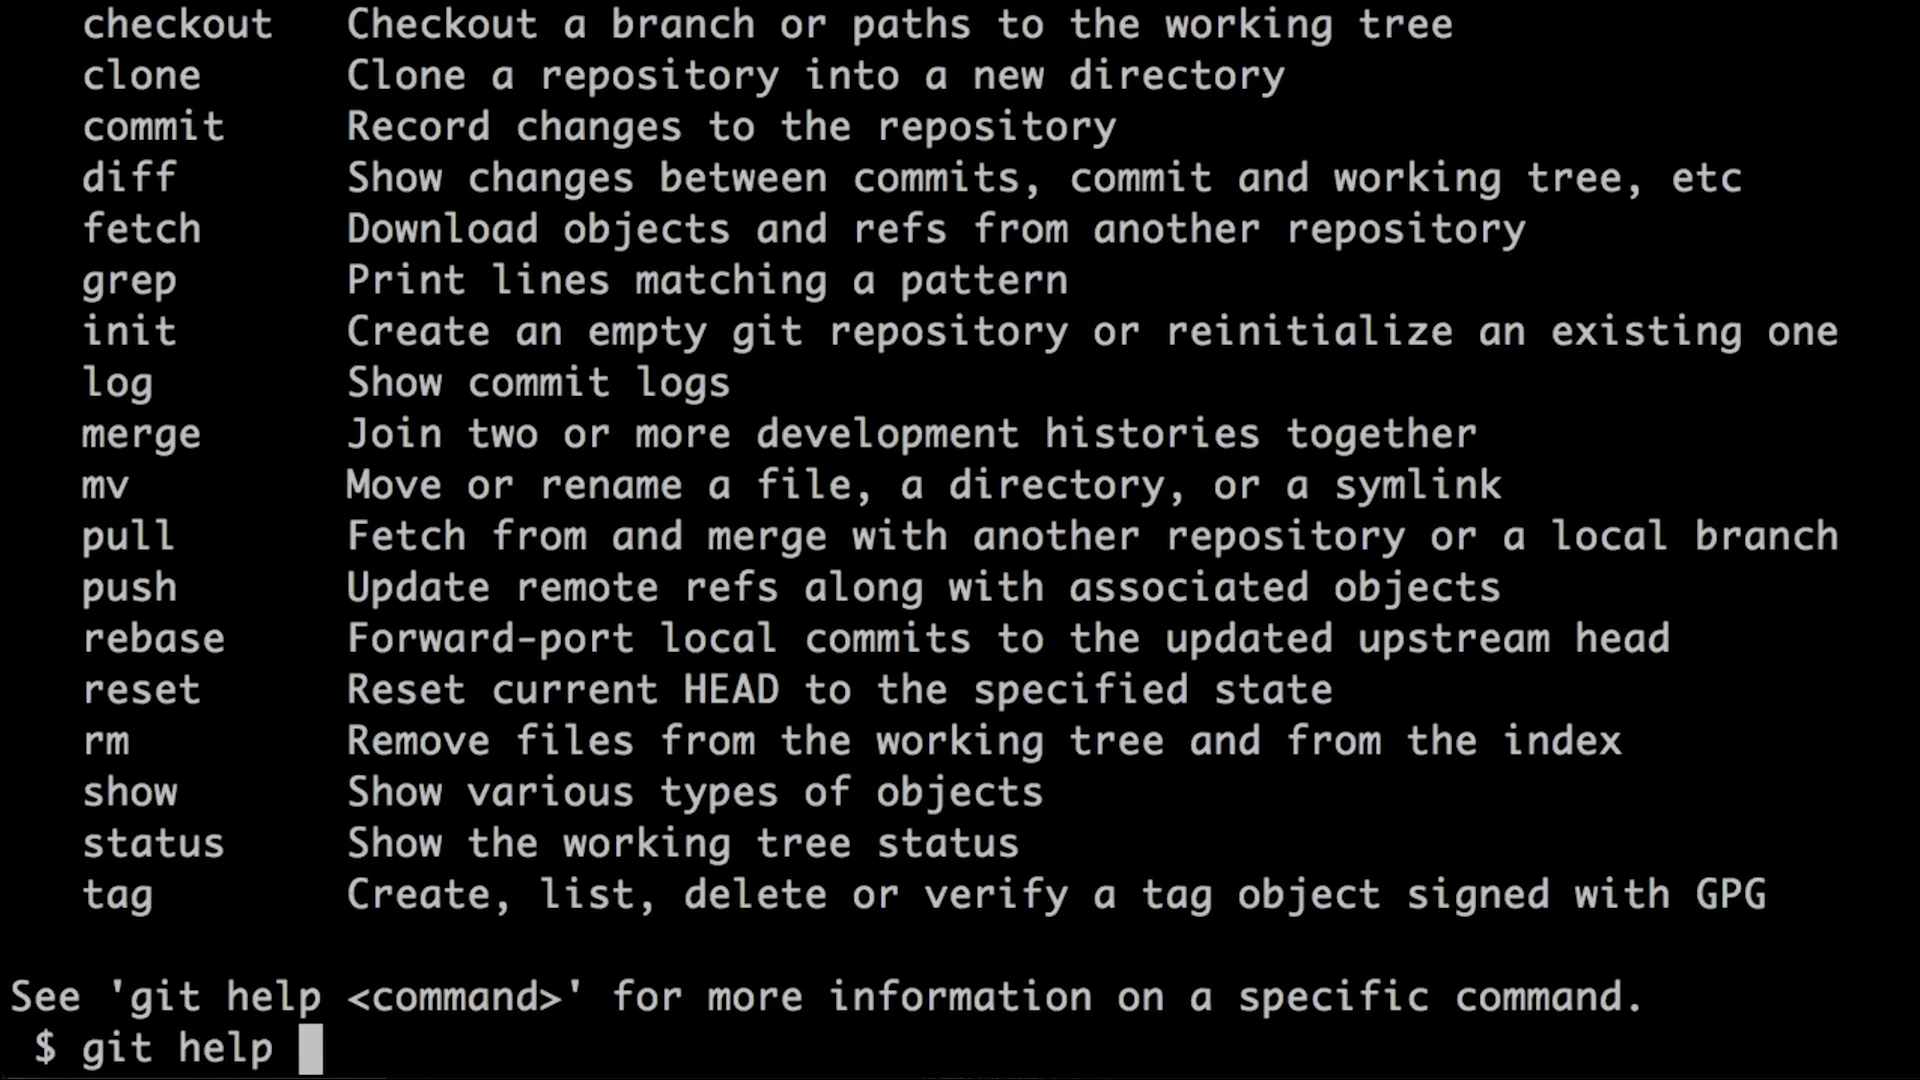 checkout   Checkout a branch or paths to the working tree
clone      Clone a repository into a new directory
commit     Record changes to the repository
diff       Show changes between commits, commit and working tree, etc
fetch      Download objects and refs from another repository
grep       Print lines matching a pattern
init       Create an empty git repository or reinitialize an existing one
log        Show commit logs
merge      Join two or more development histories together
mv         Move or rename a file, a directory, or a symlink
pull       Fetch from and merge with another repository or a local branch
push       Update remote refs along with associated objects
rebase     Forward-port local commits to the updated upstream head
reset      Reset current HEAD to the specified state
rm         Remove files from the working tree and from the index
show       Show various types of objects
status     Show the working tree status
tag        Create, list, delete or verify a tag object signed with GPG
See 'git help <command>' for more information on a specific command.
$ git help